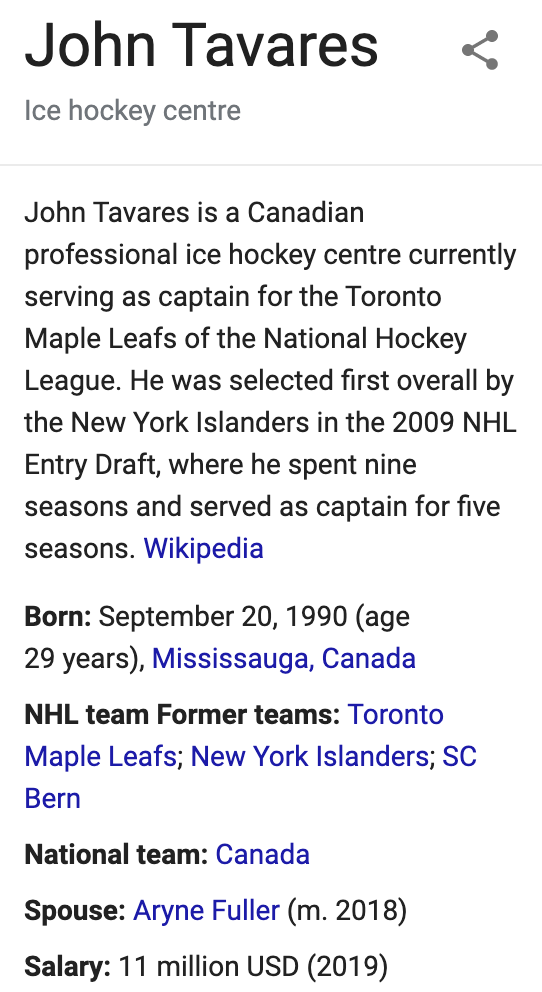 John Tavares
Ice hockey centre
John Tavares is a Canadian
professional ice hockey centre currently
serving as captain for the Toronto
Maple Leafs of the National Hockey
League. He was selected first overall by
the New York Islanders in the 2009 NHL
Entry Draft, where he spent nine
seasons and served as captain for five
seasons. Wikipedia
Born: September 20, 1990 (age
29 years), Mississauga, Canada
NHL team Former teams: Toronto
Maple Leafs; New York Islanders; SC
Bern
National team: Canada
Spouse: Aryne Fuller (m. 2018)
Salary: 11 million USD (2019)